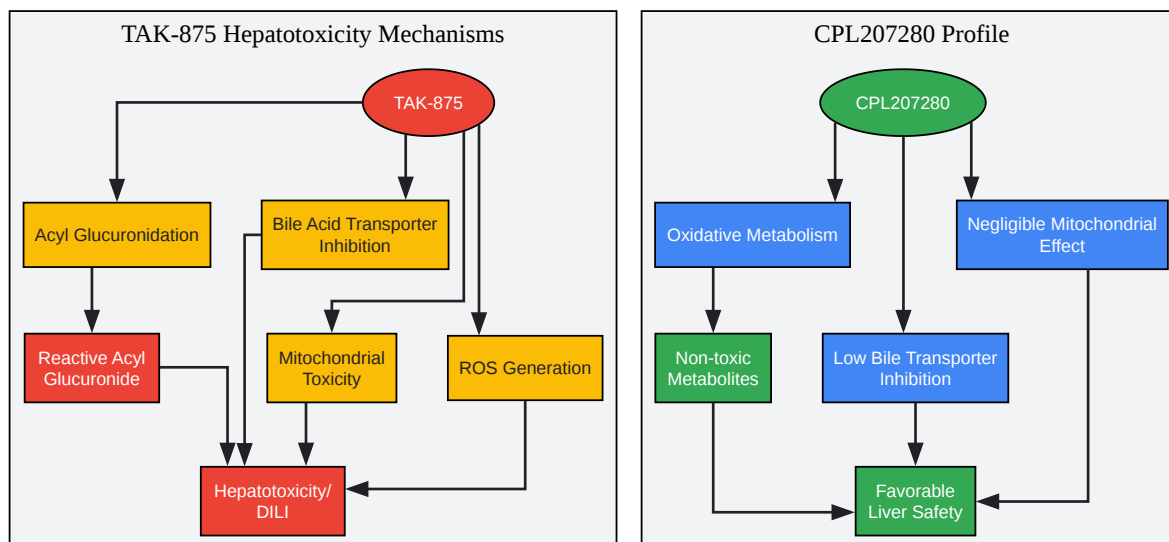 TAK-875 Hepatotoxicity Mechanisms
TAK-875
Acyl Glucuronidation
Bile Acid Transporter
Inhibition
Reactive Acyl
Glucuronide
Mitochondrial
Toxicity
ROS Generation
Hepatotoxicity/
DILI
CPL207280 Profile
CPL207280
Oxidative Metabolism
Negligible Mitochondrial
Effect
Non-toxic
Metabolites
Low Bile Transporter
Inhibition
Favorable
Liver Safety